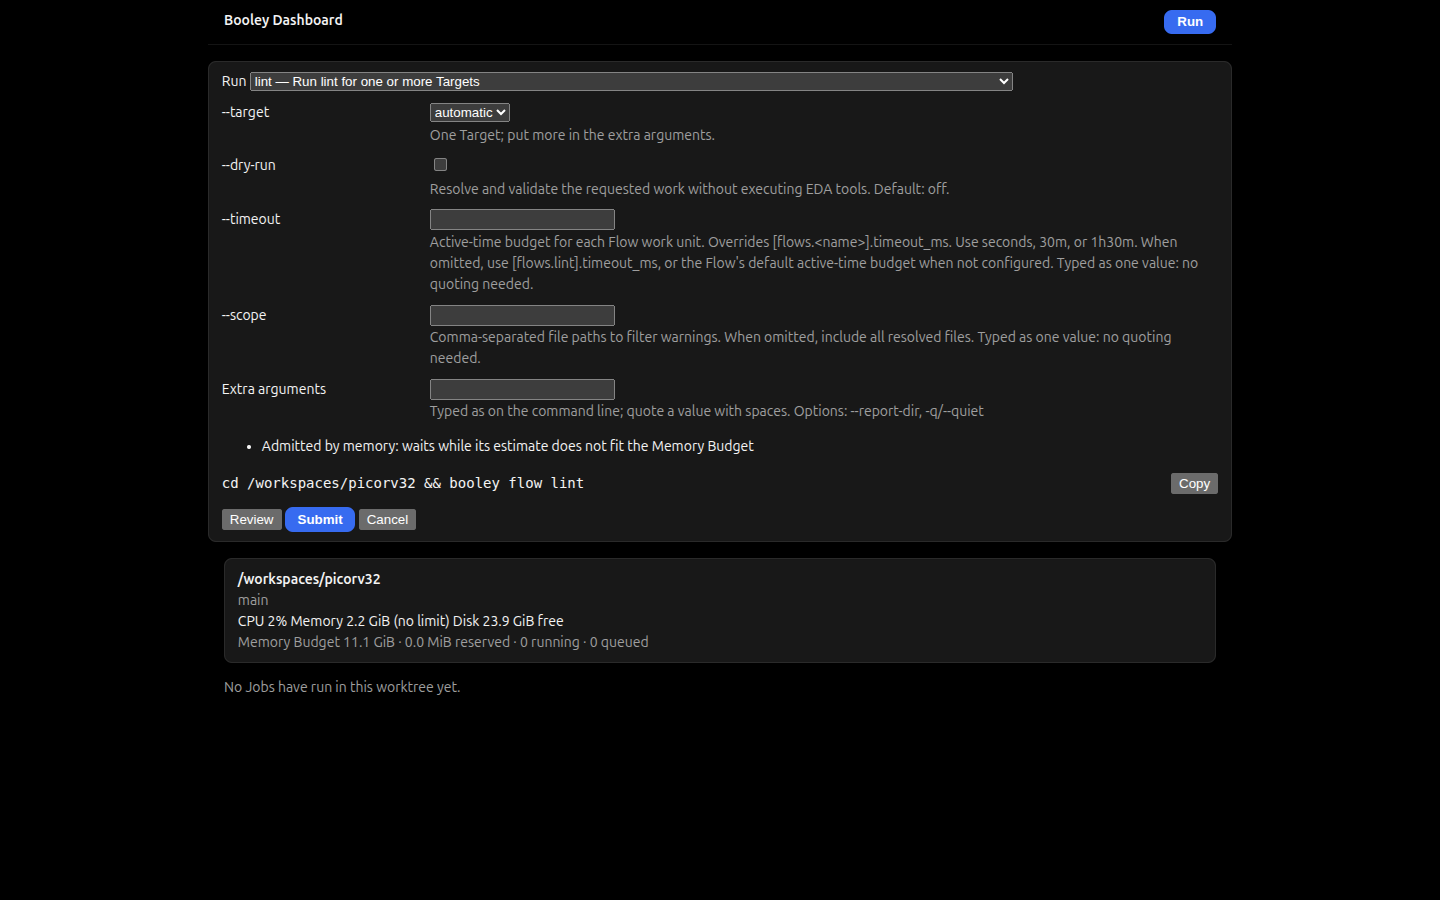 Booley Dashboard
Run
Run lint — Run lint for one or more Targets
--target automatic
One Target; put more in the extra arguments.
--dry-run
Resolve and validate the requested work without executing EDA tools. Default: off.
--timeout
Active-time budget for each Flow work unit. Overrides [flows.<name>].timeout_ms. Use seconds, 30m, or 1h30m. When
omitted, use [flows.lint].timeout_ms, or the Flow's default active-time budget when not configured. Typed as one value: no
quoting needed.
--scope
Comma-separated file paths to filter warnings. When omitted, include all resolved files. Typed as one value: no quoting
needed.
Extra arguments
Typed as on the command line; quote a value with spaces. Options: --report-dir, -q/--quiet
• Admitted by memory: waits while its estimate does not fit the Memory Budget
cd /workspaces/picorv32 && booley flow lint
Copy
Review Submit Cancel
/workspaces/picorv32
main
CPU 2% Memory 2.2 GiB (no limit) Disk 23.9 GiB free
Memory Budget 11.1 GiB · 0.0 MiB reserved · 0 running · 0 queued
No Jobs have run in this worktree yet.